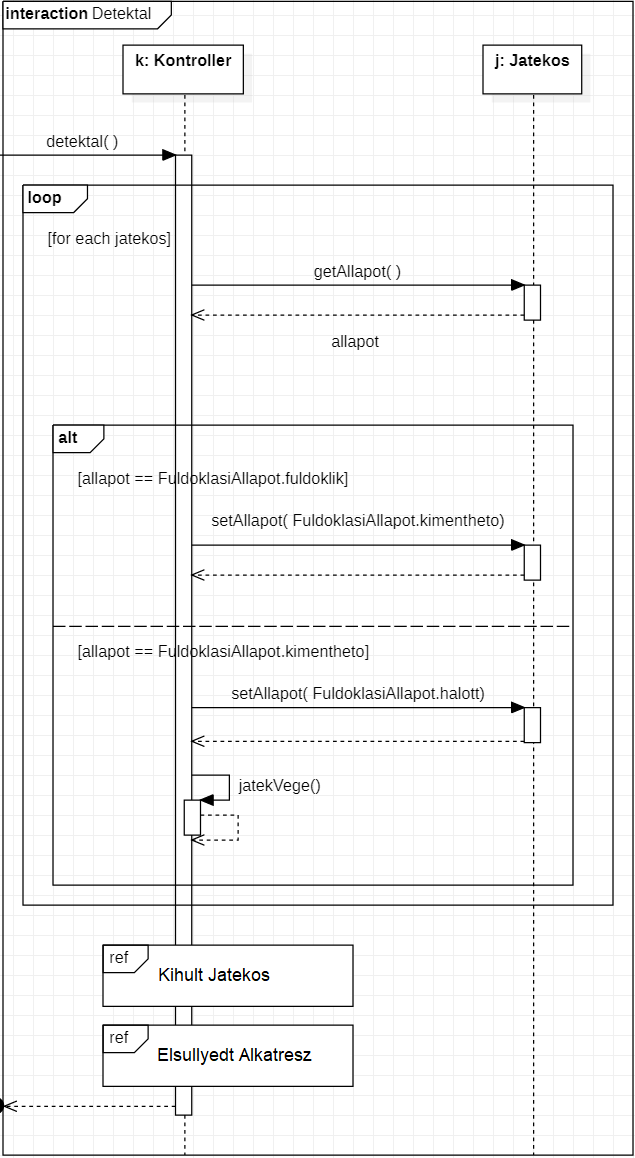 interaction Detektal
k: Kontroller
j: Jatekos
detektal( )
loop
[for each jatekos]
getAllapot( )
allapot
alt
[allapot == FuldoklasiAllapot.fuldoklik]
setAllapot( FuldoklasiAllapot.kimentheto)
[allapot == FuldoklasiAllapot.kimentheto]
setAllapot( FuldoklasiAllapot.halott)
jatekVege()
ref
Kihult Jatekos
ref
Elsullyedt Alkatresz